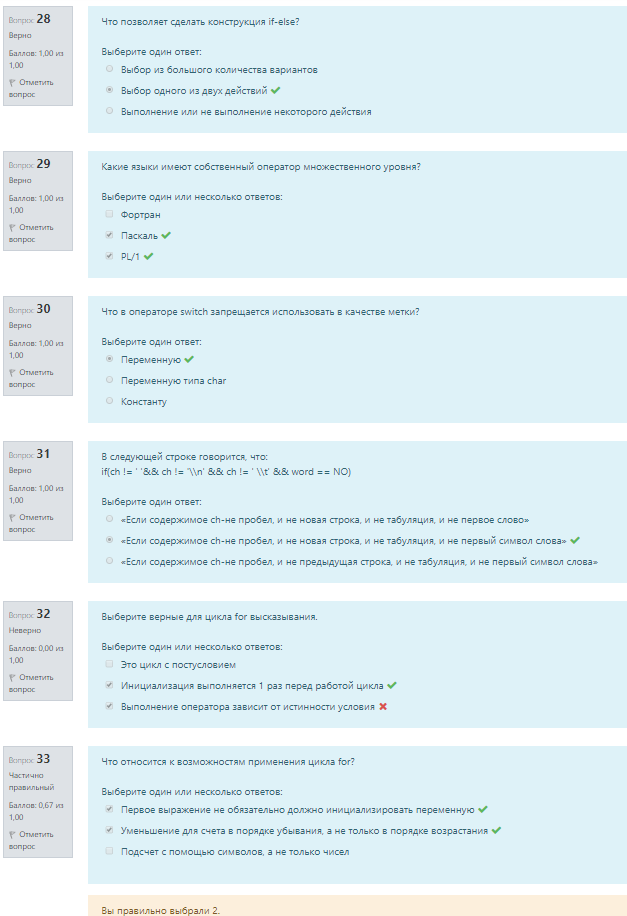 Вопрос 28
Верно
Баллов: 1,00 из
1,00
Отметить
вопрос
Что позволяет сделать конструкция if-else?
Выберите один ответ:
Выбор из большого количества вариантов
Выбор одного из двух действий
Выполнение или не выполнение некоторого действия
Вопрос 29
Верно
Баллов: 1,00 из
1,00
Отметить
вопрос
Какие языки имеют собственный оператор множественного уровня?
Выберите один или несколько ответов:
Фортран
Паскаль
PL/1
Вопрос 30
Верно
Баллов: 1,00 из
1,00
Отметить
вопрос
Что в операторе switch запрещается использовать в качестве метки?
Выберите один ответ:
Переменную
Переменную типа char
Константу
Вопрос 31
Верно
Баллов: 1,00 из
1,00
Отметить
вопрос
В следующей строке говорится, что:
if(ch != ' '&& ch != '\\n' && ch != ' \\t' && word == NO)
Выберите один ответ:
«Если содержимое ch-не пробел, и не новая строка, и не табуляция, и не первое слово»
«Если содержимое ch-не пробел, и не новая строка, и не табуляция, и не первый символ слова»
«Если содержимое ch-не пробел, и не предыдущая строка, и не табуляция, и не первый символ слова»
Вопрос 32
Неверно
Баллов: 0,00 из
1,00
Отметить
вопрос
Выберите верные для цикла for высказывания.
Выберите один или несколько ответов:
Это цикл с постусловием
Инициализация выполняется 1 раз перед работой цикла
Выполнение оператора зависит от истинности условия
Вопрос 33
Частично
правильный
Баллов: 0,67 из
1,00
Отметить
вопрос
Что относится к возможностям применения цикла for?
Выберите один или несколько ответов:
Первое выражение не обязательно должно инициализировать переменную
Уменьшение для счета в порядке убывания, а не только в порядке возрастания
Подсчет с помощью символов, а не только чисел
Вы правильно выбрали 2.